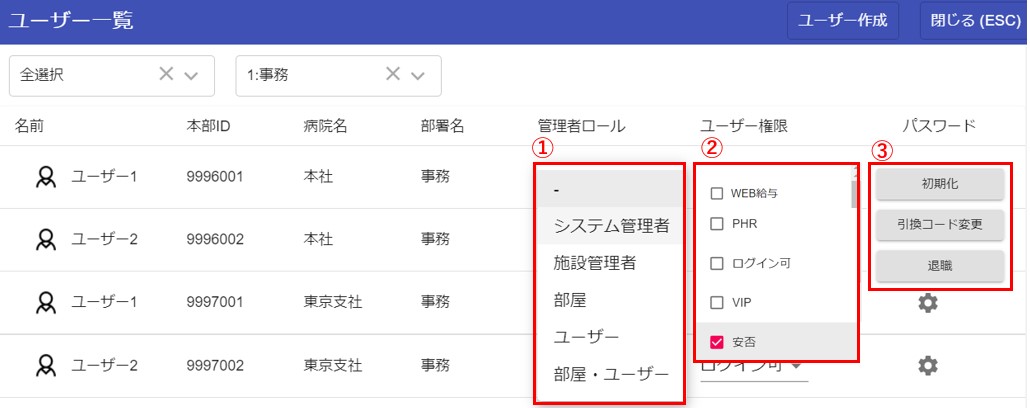 ユーザー一覧 ユーザー作成 閉じる (ESC)
全選択 1:事務
名前 本部ID 病院名 部署名 管理者ロール ユーザー権限 パスワード
① ② ③
ユーザー1 9996001 本社 事務
ユーザー2 9996002 本社 事務
ユーザー1 9997001 東京支社 事務
ユーザー2 9997002 東京支社 事務
-
システム管理者
施設管理者
部屋
ユーザー
部屋・ユーザー
WEB給与
PHR
ログイン可
VIP
安否
ログイン可
初期化
引換コード変更
退職